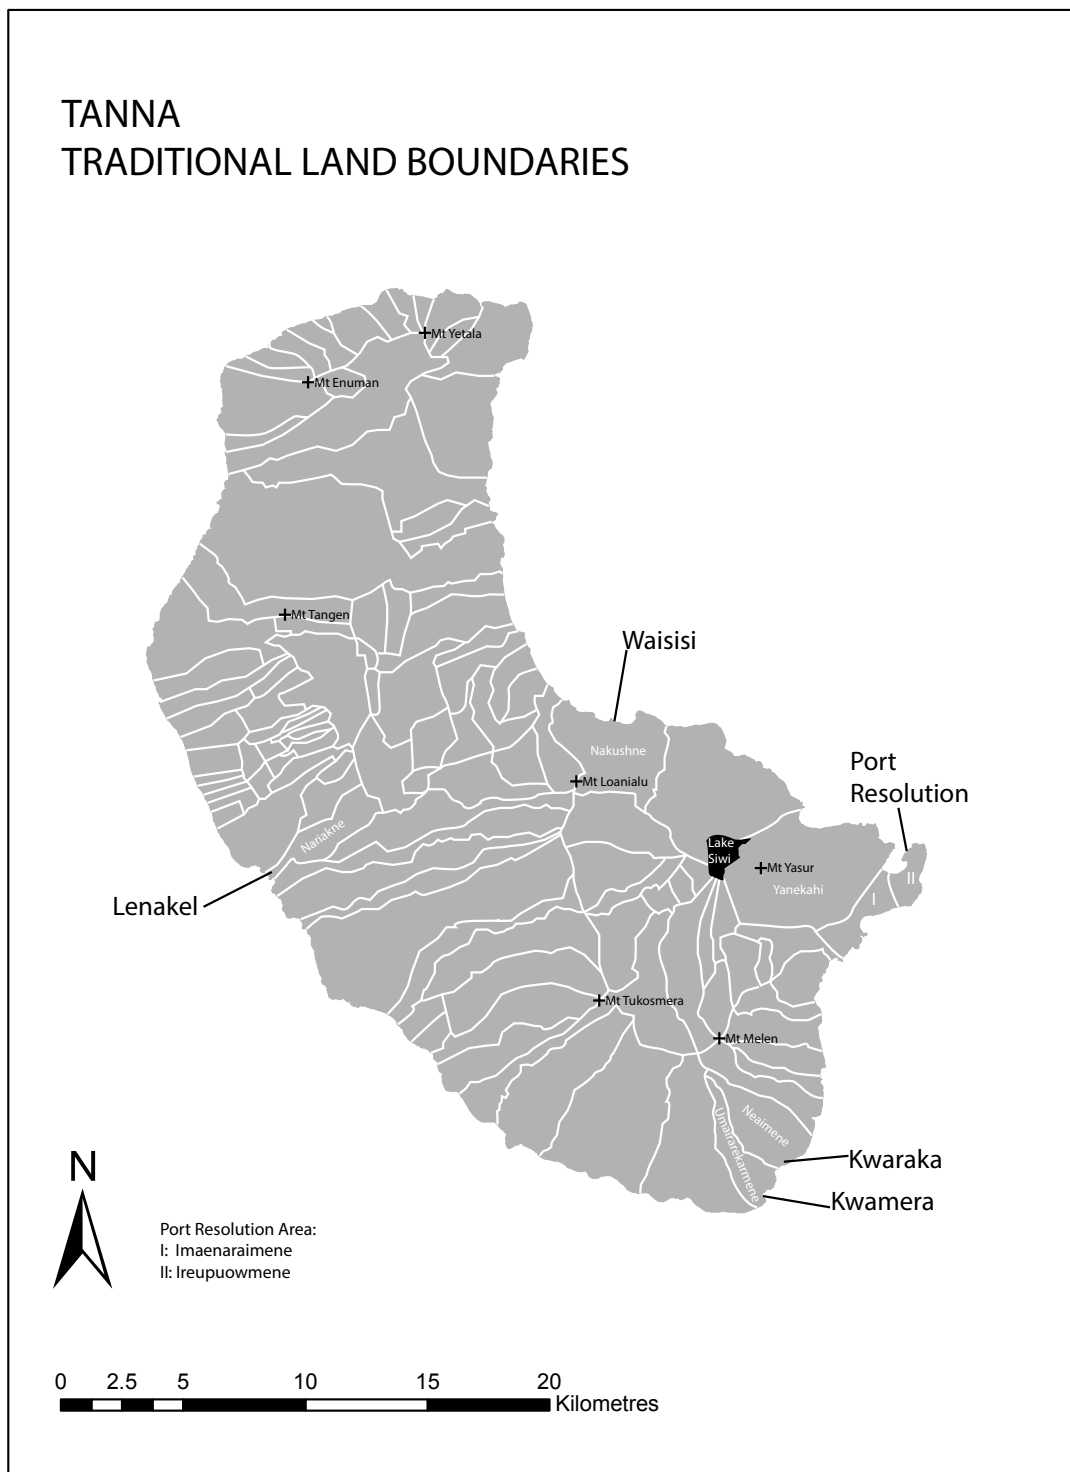 TANNA
TRADITIONAL LAND BOUNDARIES
Mt Yetala
Mt Enuman
Mt Tangen
Waisisi
Nakushne
Mt Loanialu
Port
Resolution
Nariakne
Lake
Siwi
Mt Yasur
Yanekahi
I
II
Lenakel
Mt Tukosmera
Mt Melen
Neaimene
Umairarekarmene
Kwaraka
Kwamera
N
Port Resolution Area:
I: Imaenaraimene
II: Ireupuowmene
0 2.5 5 10 15 20
Kilometres